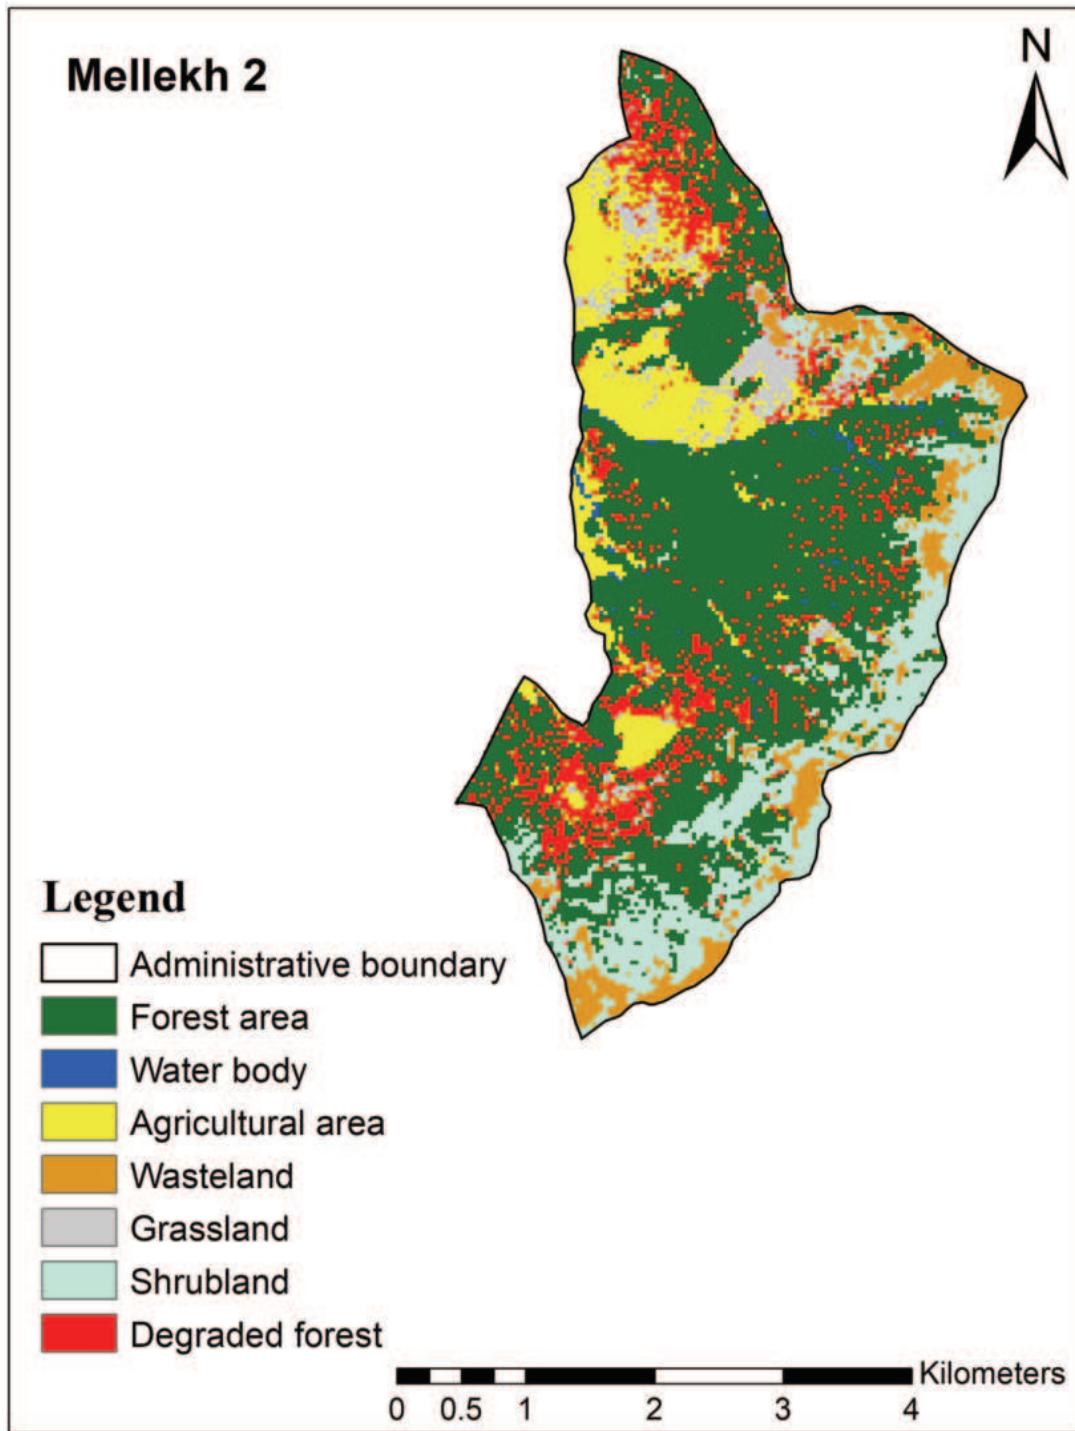 Mellekh 2
N
Legend
Administrative boundary
Forest area
Water body
Agricultural area
Wasteland
Grassland
Shrubland
Degraded forest
Kilometers
0 0.5 1 2 3 4